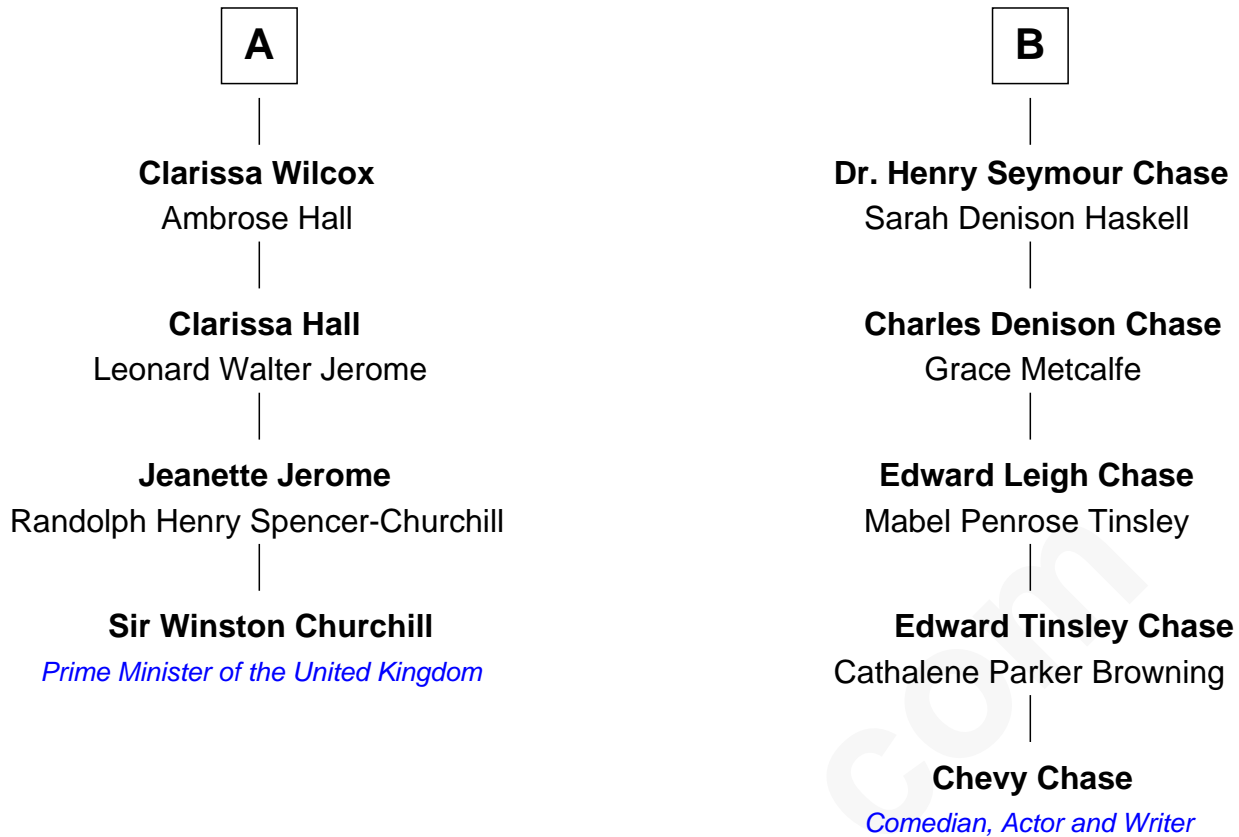 A
Clarissa Wilcox
Ambrose Hall
Clarissa Hall
Leonard Walter Jerome
Jeanette Jerome
Randolph Henry Spencer-Churchill
Sir Winston Churchill
Prime Minister of the United Kingdom
B
Dr. Henry Seymour Chase
Sarah Denison Haskell
Charles Denison Chase
Grace Metcalfe
Edward Leigh Chase
Mabel Penrose Tinsley
Edward Tinsley Chase
Cathalene Parker Browning
Chevy Chase
Comedian, Actor and Writer
com